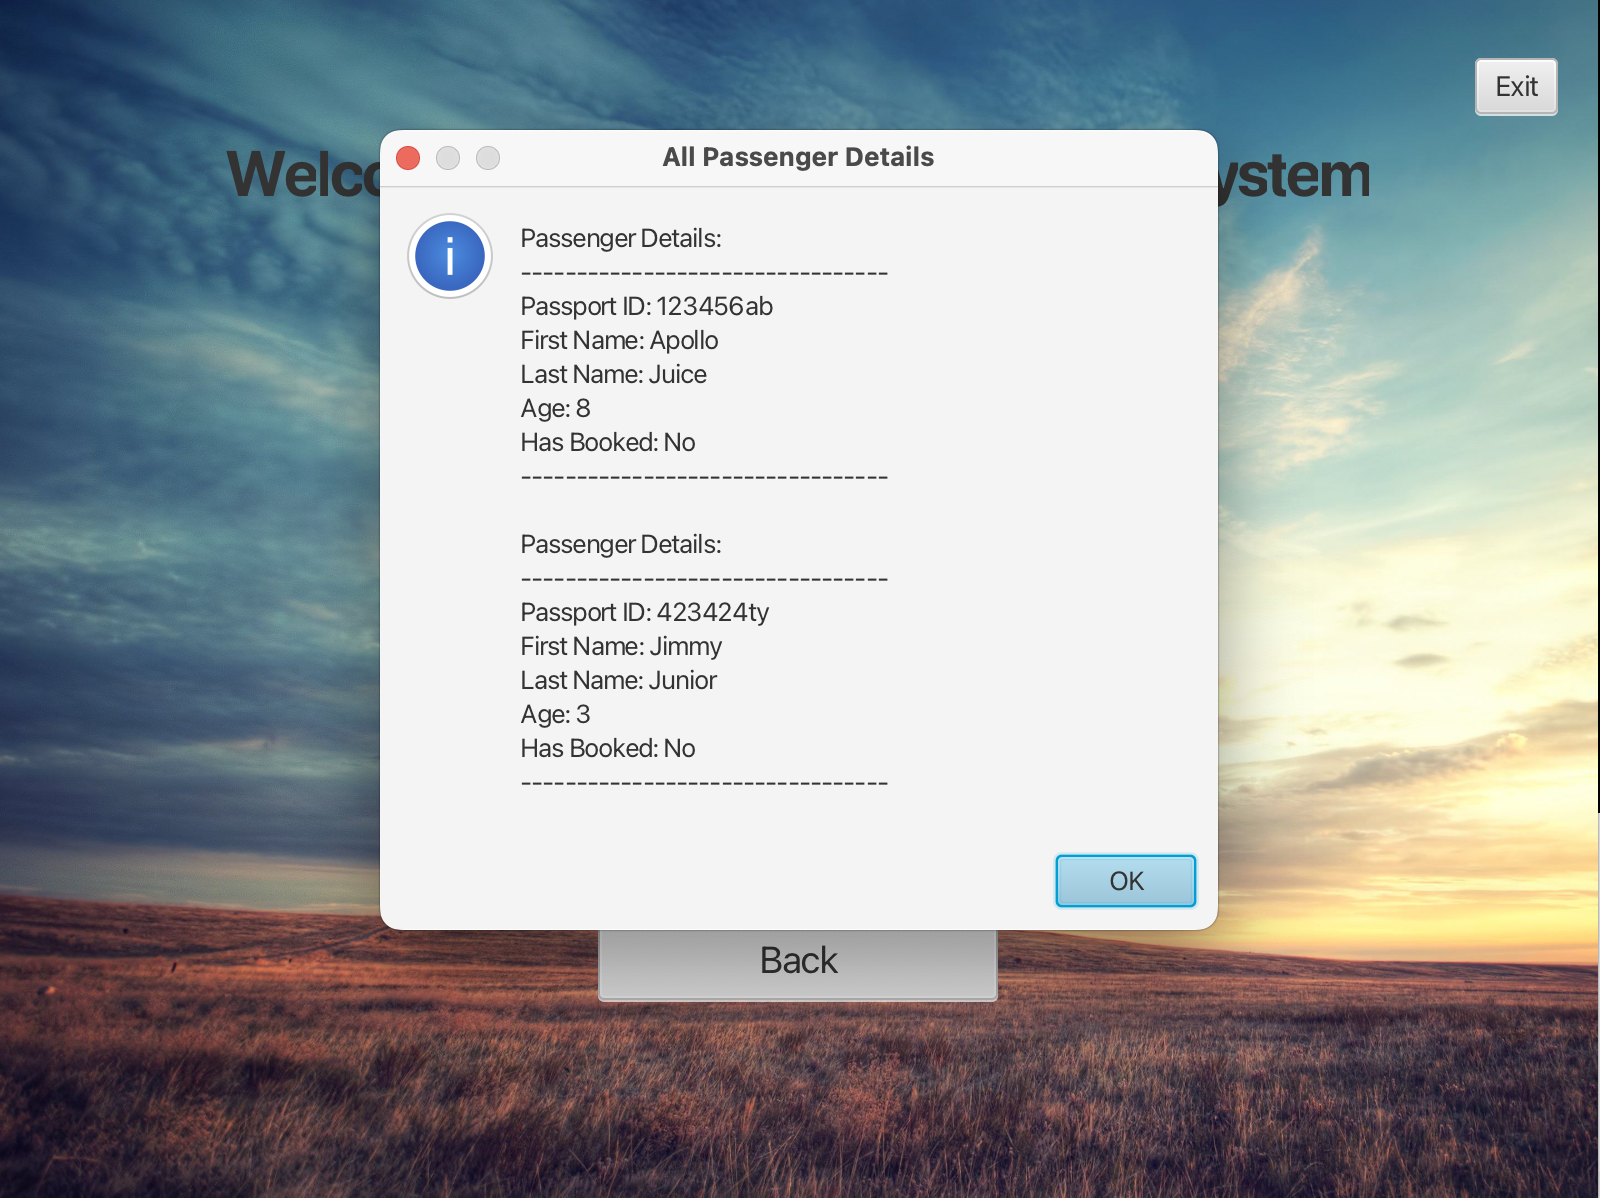 Exit
Welco
ystem
All Passenger Details
i
Passenger Details:
---------------------------------
Passport ID: 123456ab
First Name: Apollo
Last Name: Juice
Age: 8
Has Booked: No
---------------------------------
Passenger Details:
---------------------------------
Passport ID: 423424ty
First Name: Jimmy
Last Name: Junior
Age: 3
Has Booked: No
---------------------------------
OK
Back